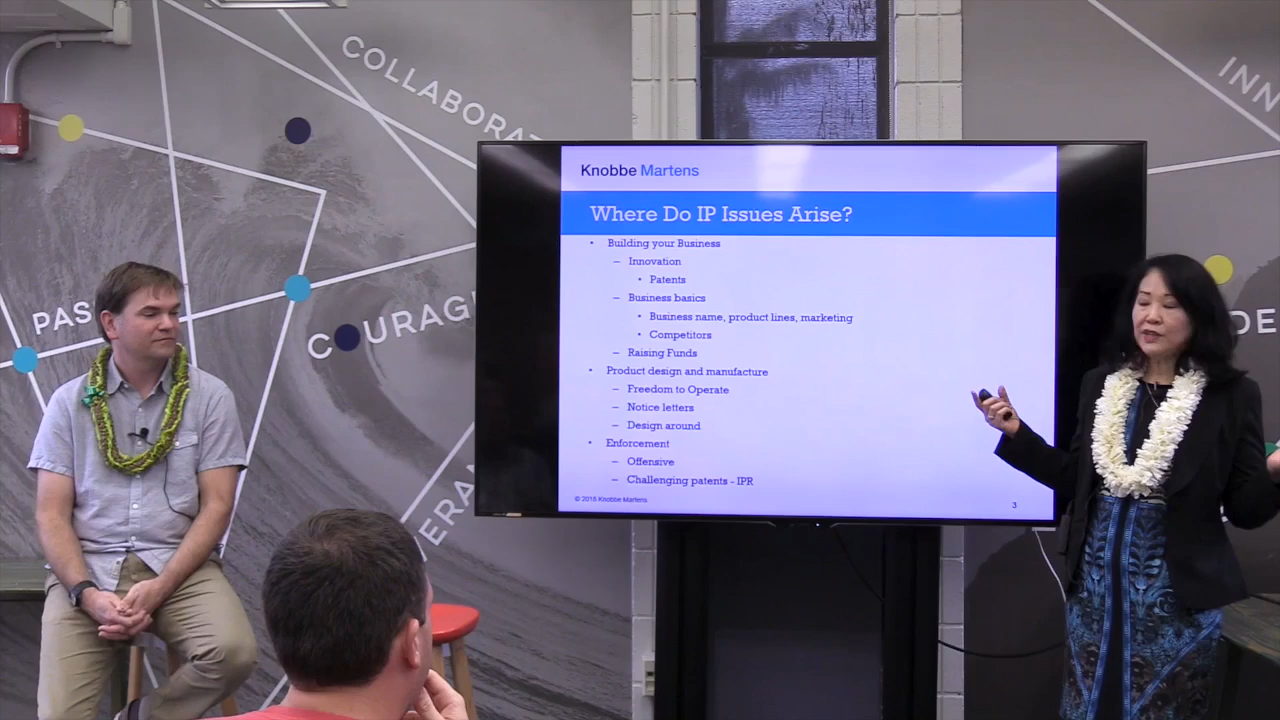 COLLABORAT
INN
PAS
COURAG
DE
ERAN
Knobbe Martens
Where Do IP Issues Arise?
• Building your Business
– Innovation
• Patents
– Business basics
• Business name, product lines, marketing
• Competitors
– Raising Funds
• Product design and manufacture
– Freedom to Operate
– Notice letters
– Design around
• Enforcement
– Offensive
– Challenging patents - IPR
© 2015 Knobbe Martens
3